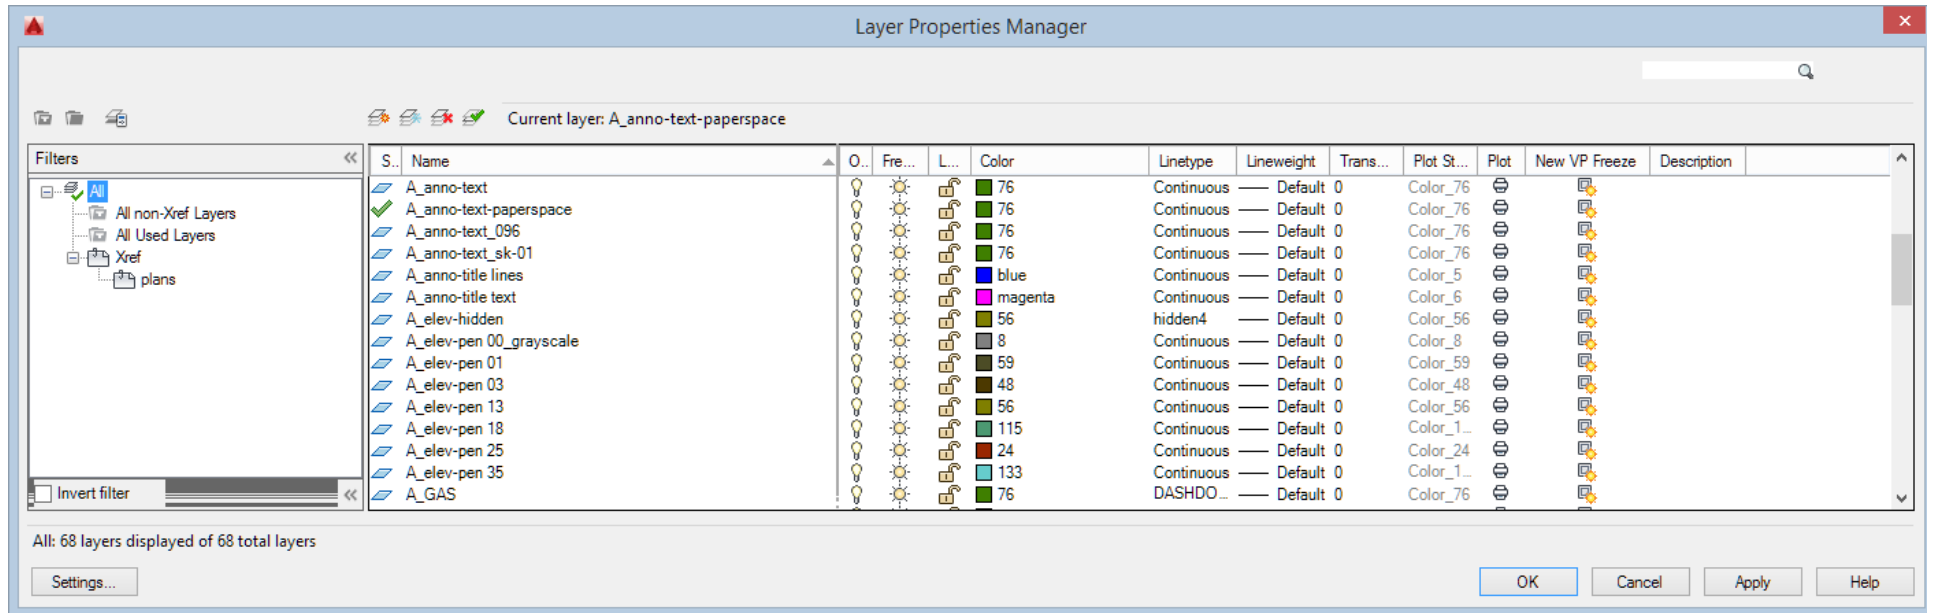 Layer Properties Manager
Current layer: A_anno-text-paperspace
Filters
All
All non-Xref Layers
All Used Layers
Xref
plans
Invert filter
S.. Name O.. Fre... L... Color Linetype Lineweight Trans... Plot St... Plot New VP Freeze Description
A_anno-text 76 Continuous Default 0 Color_76
A_anno-text-paperspace 76 Continuous Default 0 Color_76
A_anno-text_096 76 Continuous Default 0 Color_76
A_anno-text_sk-01 76 Continuous Default 0 Color_76
A_anno-title lines blue Continuous Default 0 Color_5
A_anno-title text magenta Continuous Default 0 Color_6
A_elev-hidden 56 hidden4 Default 0 Color_56
A_elev-pen 00_grayscale 8 Continuous Default 0 Color_8
A_elev-pen 01 59 Continuous Default 0 Color_59
A_elev-pen 03 48 Continuous Default 0 Color_48
A_elev-pen 13 56 Continuous Default 0 Color_56
A_elev-pen 18 115 Continuous Default 0 Color_1...
A_elev-pen 25 24 Continuous Default 0 Color_24
A_elev-pen 35 133 Continuous Default 0 Color_1...
A_GAS 76 DASHDO... Default 0 Color_76
All: 68 layers displayed of 68 total layers
Settings... OK Cancel Apply Help